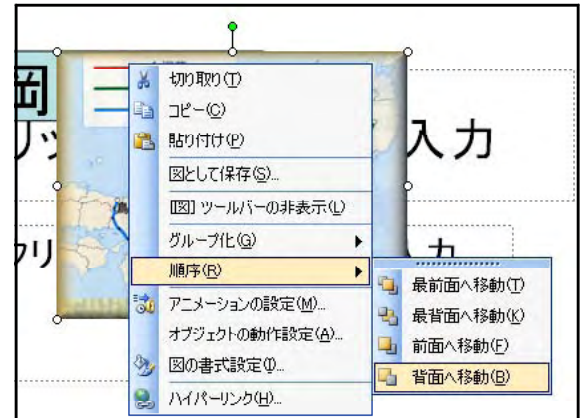 岡
切り取り(T)
コピー(C)
貼り付け(P)
図として保存(S)...
[図] ツールバーの非表示(L)
グループ化(G)
順序(R)
アニメーションの設定(M)...
オブジェクトの動作設定(A)...
図の書式設定(I)...
ハイパーリンク(H)...
最前面へ移動(T)
最背面へ移動(K)
前面へ移動(F)
背面へ移動(B)
リッ
入力
クリ
入力